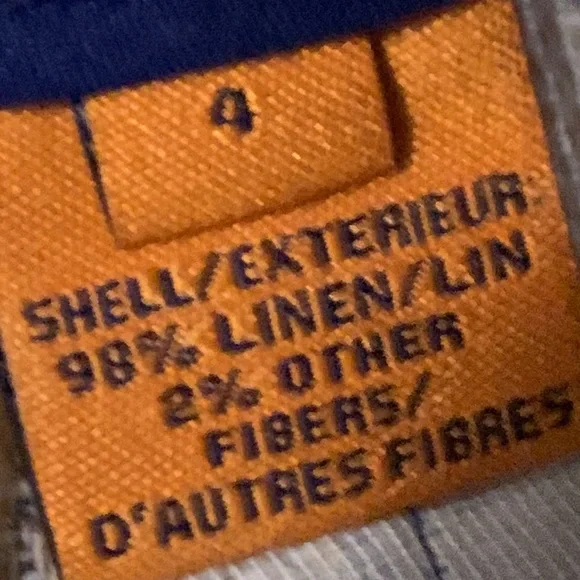 4
SHELL/EXTERIEUR:
98% LINEN/LIN
2% OTHER
FIBERS/
D'AUTRES FIBRES